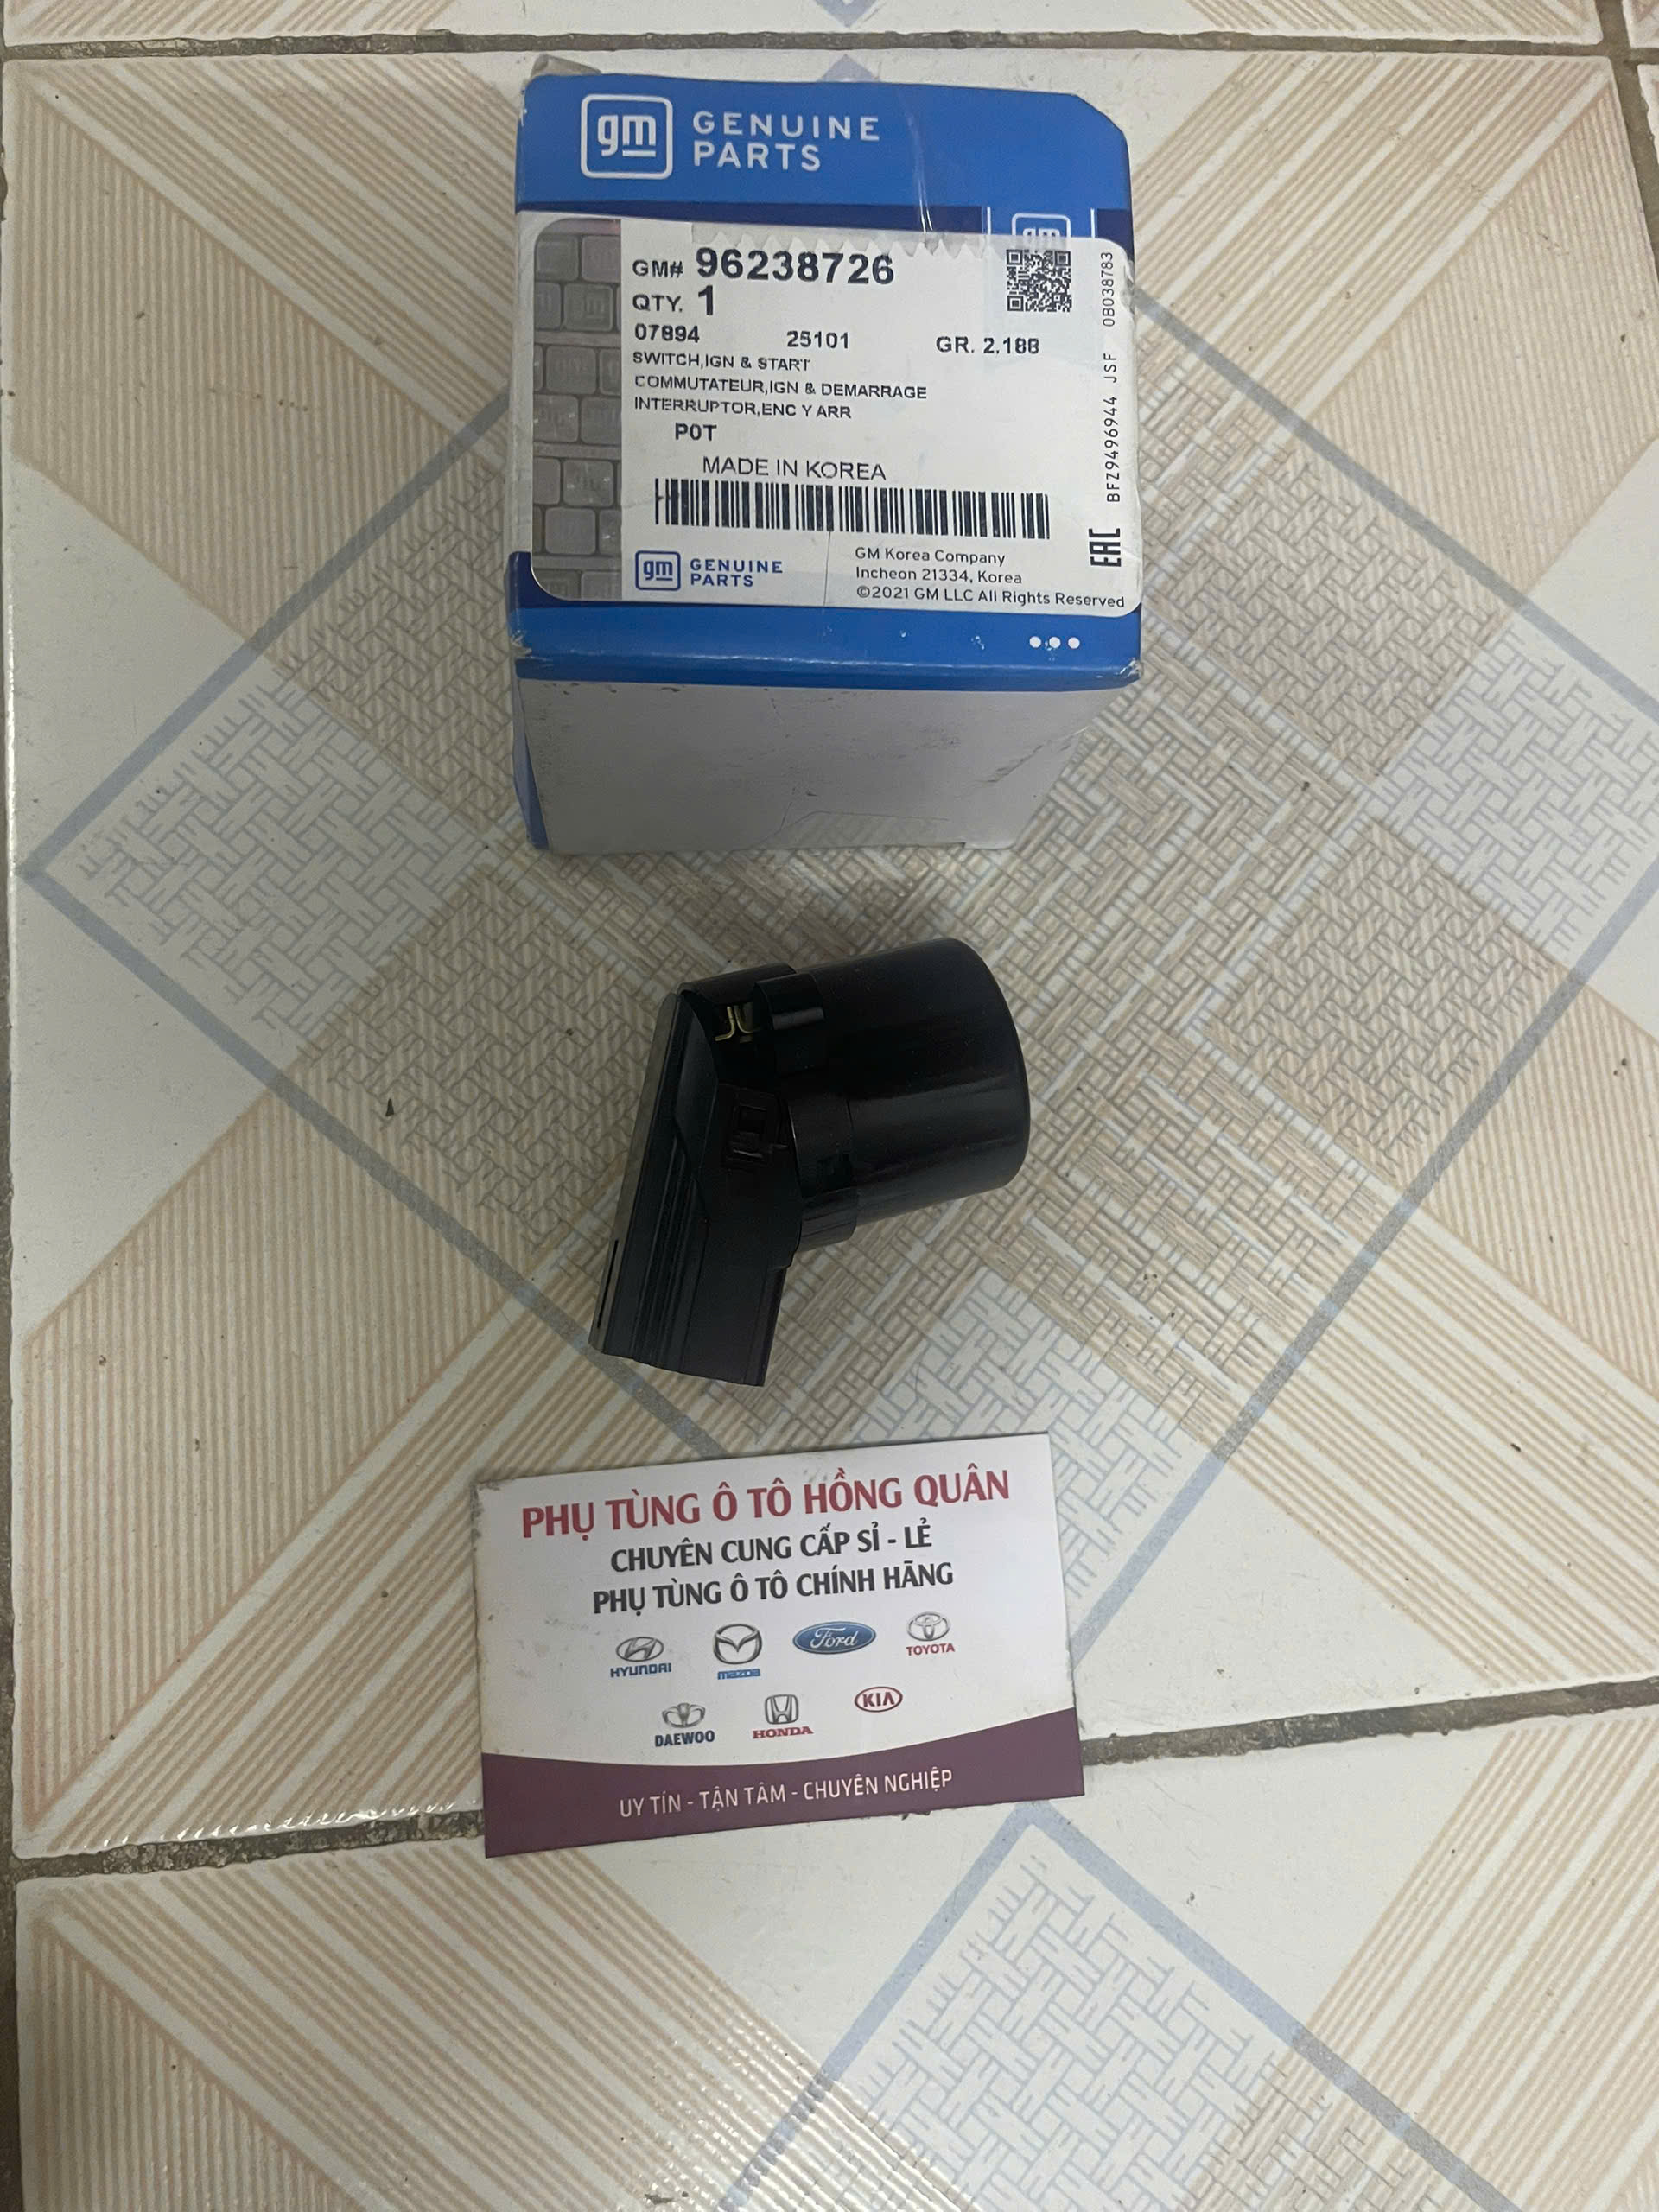 gm GENUINE
PARTS
gm
GM# 96238726
QTY. 1
07894 25101 GR. 2.188
SWITCH,IGN & START
COMMUTATEUR,IGN & DEMARRAGE
INTERRUPTOR,ENC Y ARR
P0T
MADE IN KOREA
gm GENUINE
PARTS
GM Korea Company
Incheon 21334, Korea
©2021 GM LLC All Rights Reserved
EAC BFZ9496944 JSF 0B038783
PHỤ TÙNG Ô TÔ HỒNG QUÂN
CHUYÊN CUNG CẤP SỈ - LẺ
PHỤ TÙNG Ô TÔ CHÍNH HÃNG
HYUNDAI mazda Ford TOYOTA
DAEWOO HONDA KIA
UY TÍN - TẬN TÂM - CHUYÊN NGHIỆP